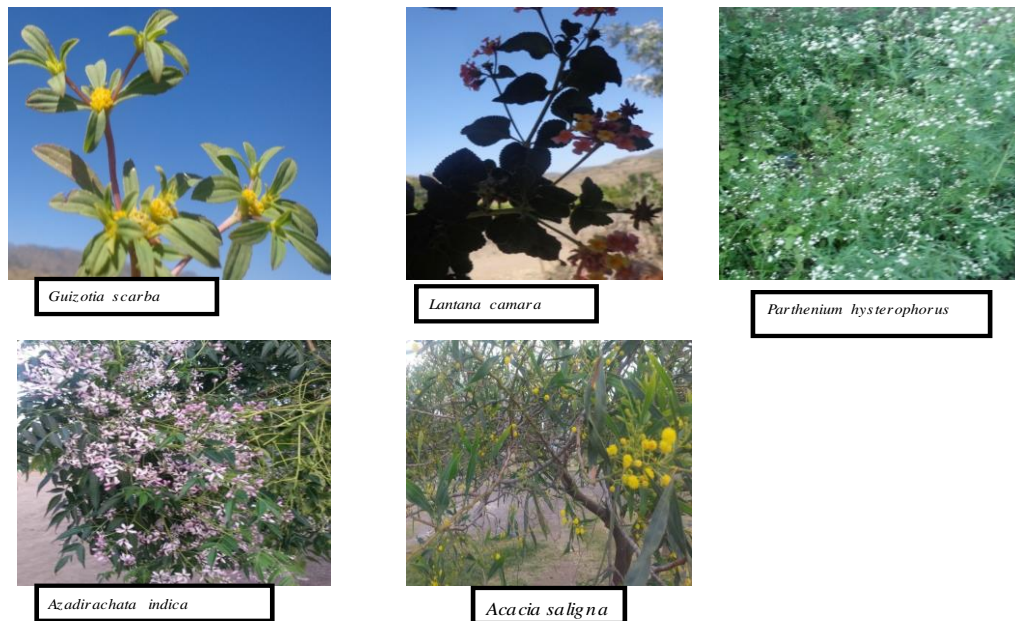 Guizotia scarba
Lantana camara
Parthenium hysterophorus
Azadirachata indica
Acacia saligna